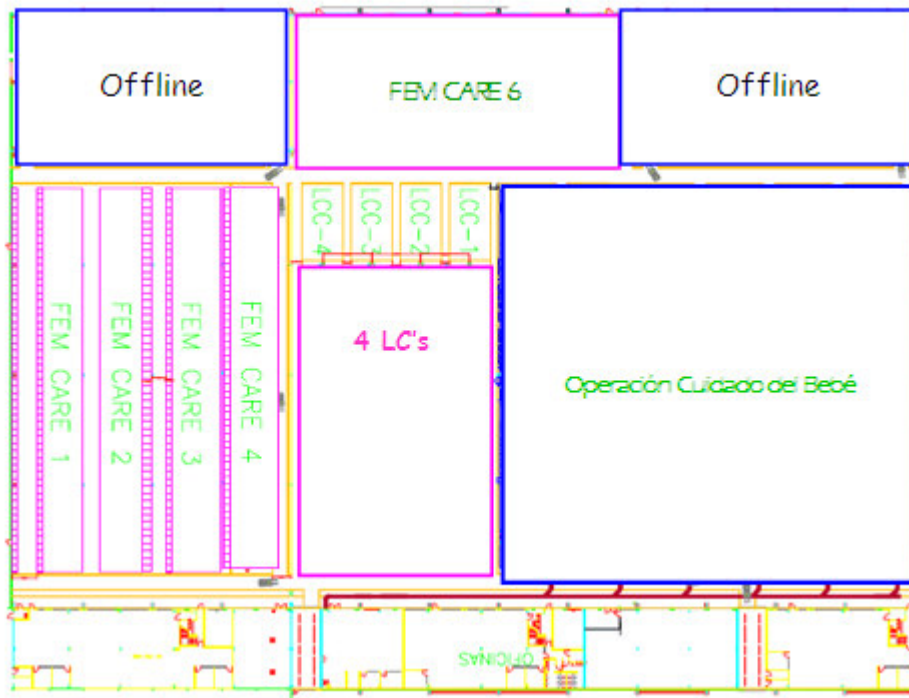 Offline
FEM CARE 6
Offline
LCC-4
LCC-3
LCC-2
LCC-1
FEM CARE 1
FEM CARE 2
FEM CARE 3
FEM CARE 4
4 LC's
Operación Cuidado del Bebé
OFICINAS